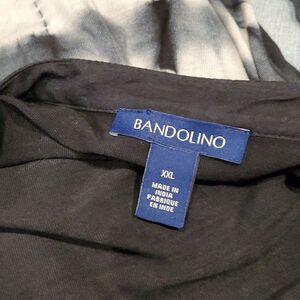 BANDOLINO
XXL
MADE IN
INDIA
FABRIQUE
EN INDE